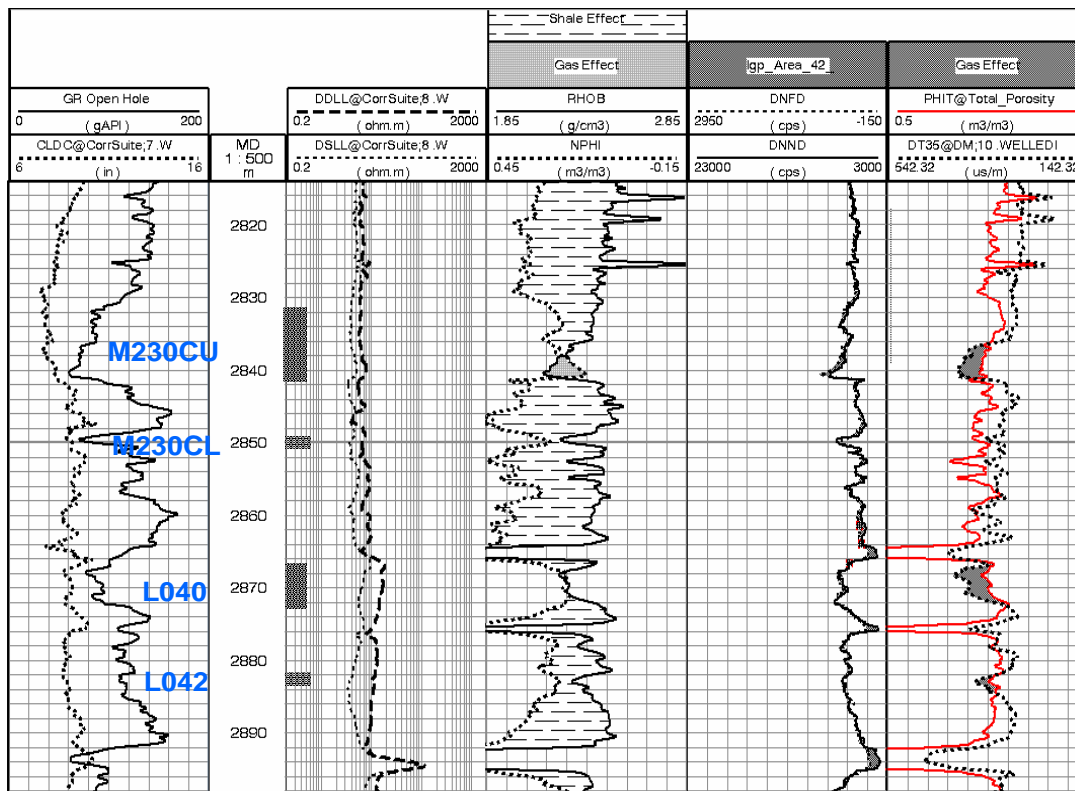 Shale Effect
Gas Effect
lgp_Area_42_
Gas Effect
GR Open Hole
0 (gAPI) 200
DDLL@CorrSuite;8.W
0.2 (ohm.m) 2000
RHOB
1.85 (g/cm3) 2.85
DNFD
2950 (cps) -150
PHIT@Total_Porosity
0.5 (m3/m3)
CLDC@CorrSuite;7.W
6 (in) 16
MD
1 : 500
m
DSLL@CorrSuite;8.W
0.2 (ohm.m) 2000
NPHI
0.45 (m3/m3) -0.15
DNND
23000 (cps) 3000
DT35@DM;10.WELLEDI
542.32 (us/m) 142.32
2820
2830
M230CU
2840
M230CL
2850
2860
L040
2870
2880
L042
2890